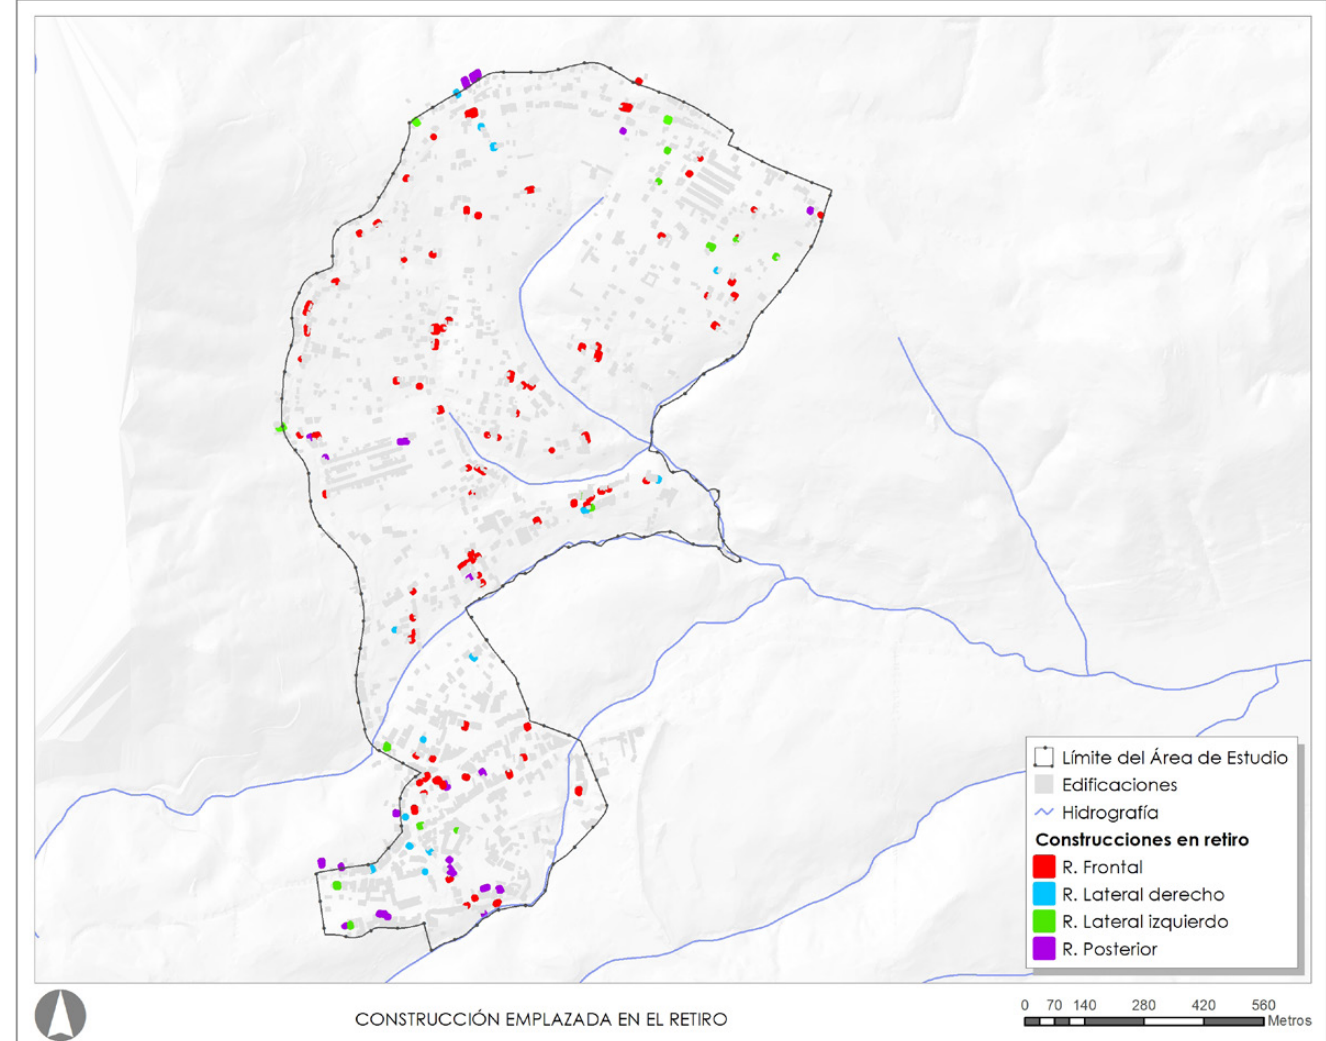 Límite del Área de Estudio
Edificaciones
Hidrografía
Construcciones en retiro
R. Frontal
R. Lateral derecho
R. Lateral izquierdo
R. Posterior
CONSTRUCCIÓN EMPLAZADA EN EL RETIRO
0 70 140 280 420 560
Metros